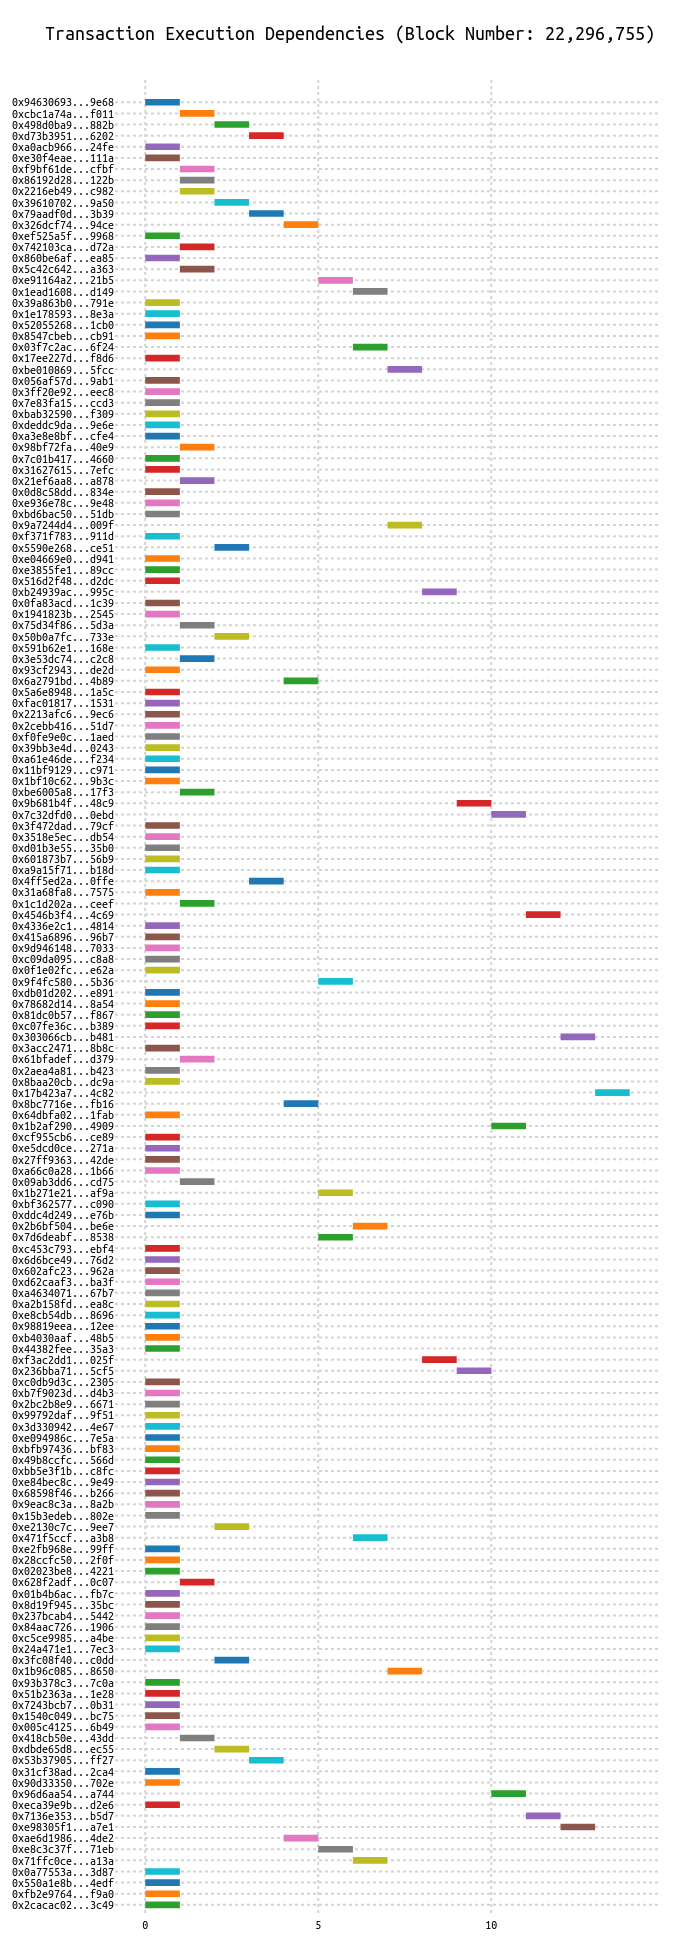 Transaction Execution Dependencies (Block Number: 22,296,755)
0x94630693...9e68
0xcbc1a74a...f011
0x498d0ba9...882b
0xd73b3951...6202
0xa0acb966...24fe
0xe30f4eae...111a
0xf9bf61de...cfbf
0x86192d28...122b
0x2216eb49...c982
0x39610702...9a50
0x79aadf0d...3b39
0x326dcf74...94ce
0xef525a5f...9968
0x742103ca...d72a
0x860be6af...ea85
0x5c42c642...a363
0xe91164a2...21b5
0x1ead1608...d149
0x39a863b0...791e
0x1e178593...8e3a
0x52055268...1cb0
0x8547cbeb...cb91
0x03f7c2ac...6f24
0x17ee227d...f8d6
0xbe010869...5fcc
0x056af57d...9ab1
0x3ff20e92...eec8
0x7e83fa15...ccd3
0xbab32590...f309
0xdeddc9da...9e6e
0xa3e8e8bf...cfe4
0x98bf72fa...40e9
0x7c01b417...4660
0x31627615...7efc
0x21ef6aa8...a878
0x0d8c58dd...834e
0xe936e78c...9e48
0xbd6bac50...51db
0x9a7244d4...009f
0xf371f783...911d
0x5590e268...ce51
0xe04669e0...d941
0xe3855fe1...89cc
0x516d2f48...d2dc
0xb24939ac...995c
0x0fa83acd...1c39
0x1941823b...2545
0x75d34f86...5d3a
0x50b0a7fc...733e
0x591b62e1...168e
0x3e53dc74...c2c8
0x93cf2943...de2d
0x6a2791bd...4b89
0x5a6e8948...1a5c
0xfac01817...1531
0x2213afc6...9ec6
0x2cebb416...51d7
0xf0fe9e0c...1aed
0x39bb3e4d...0243
0xa61e46de...f234
0x11bf9129...c971
0x1bf10c62...9b3c
0xbe6005a8...17f3
0x9b681b4f...48c9
0x7c32dfd0...0ebd
0x3f472dad...79cf
0x3518e5ec...db54
0xd01b3e55...35b0
0x601873b7...56b9
0xa9a15f71...b18d
0x4ff5ed2a...0ffe
0x31a68fa8...7575
0x1c1d202a...ceef
0x4546b3f4...4c69
0x4336e2c1...4814
0x415a6896...96b7
0x9d946148...7033
0xc09da095...c8a8
0x0f1e02fc...e62a
0x9f4fc580...5b36
0xdb01d202...e891
0x78682d14...8a54
0x81dc0b57...f867
0xc07fe36c...b389
0x303066cb...b481
0x3acc2471...8b8c
0x61bfadef...d379
0x2aea4a81...b423
0x8baa20cb...dc9a
0x17b423a7...4c82
0x8bc7716e...fb16
0x64dbfa02...1fab
0x1b2af290...4909
0xcf955cb6...ce89
0xe5dcd0ce...271a
0x27ff9363...42de
0xa66c0a28...1b66
0x09ab3dd6...cd75
0x1b271e21...af9a
0xbf362577...c090
0xddc4d249...e76b
0x2b6bf504...be6e
0x7d6deabf...8538
0xc453c793...ebf4
0x6d6bce49...76d2
0x602afc23...962a
0xd62caaf3...ba3f
0xa4634071...67b7
0xa2b158fd...ea8c
0xe8cb54db...8696
0x98819eea...12ee
0xb4030aaf...48b5
0x44382fee...35a3
0xf3ac2dd1...025f
0x236bba71...5cf5
0xc0db9d3c...2305
0xb7f9023d...d4b3
0x2bc2b8e9...6671
0x99792daf...9f51
0x3d330942...4e67
0xe094986c...7e5a
0xbfb97436...bf83
0x49b8ccfc...566d
0xbb5e3f1b...c8fc
0xe84bec8c...9e49
0x68598f46...b266
0x9eac8c3a...8a2b
0x15b3edeb...802e
0xe2130c7c...9ee7
0x471f5ccf...a3b8
0xe2fb968e...99ff
0x28ccfc50...2f0f
0x02023be8...4221
0x628f2adf...0c07
0x01b4b6ac...fb7c
0x8d19f945...35bc
0x237bcab4...5442
0x84aac726...1906
0xc5ce9985...a4be
0x24a471e1...7ec3
0x3fc08f40...c0dd
0x1b96c085...8650
0x93b378c3...7c0a
0x51b2363a...1e28
0x7243bcb7...0b31
0x1540c049...bc75
0x005c4125...6b49
0x418cb50e...43dd
0xdbde65d8...ec55
0x53b37905...ff27
0x31cf38ad...2ca4
0x90d33350...702e
0x96d6aa54...a744
0xeca39e9b...d2e6
0x7136e353...b5d7
0xe98305f1...a7e1
0xae6d1986...4de2
0xe8c3c37f...71eb
0x71ffc0ce...a13a
0x0a77553a...3d87
0x550a1e8b...4edf
0xfb2e9764...f9a0
0x2cacac02...3c49
0 5 10